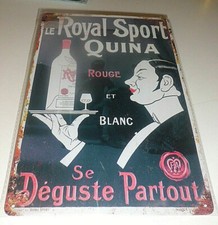 Le Royal Sport
Quina
Rouge
et
Blanc
Se
Déguste Partout